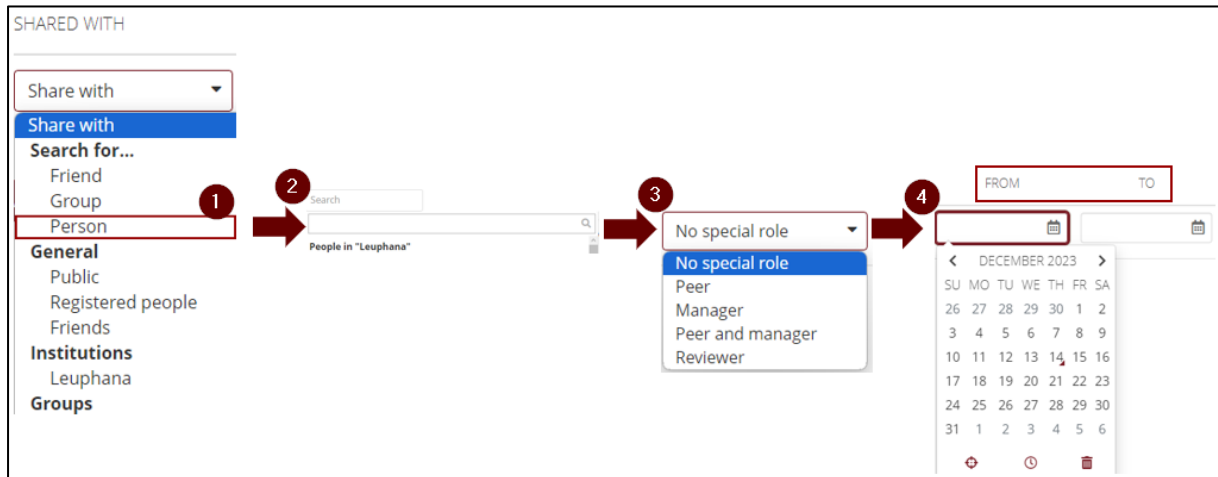 SHARED WITH
Share with
Share with
Search for...
Friend
Group
Person
General
Public
Registered people
Friends
Institutions
Leuphana
Groups
1
2
Search
People in "Leuphana"
3
No special role
No special role
Peer
Manager
Peer and manager
Reviewer
4
FROM TO
DECEMBER 2023
SU MO TU WE TH FR SA
26 27 28 29 30 1 2
3 4 5 6 7 8 9
10 11 12 13 14 15 16
17 18 19 20 21 22 23
24 25 26 27 28 29 30
31 1 2 3 4 5 6